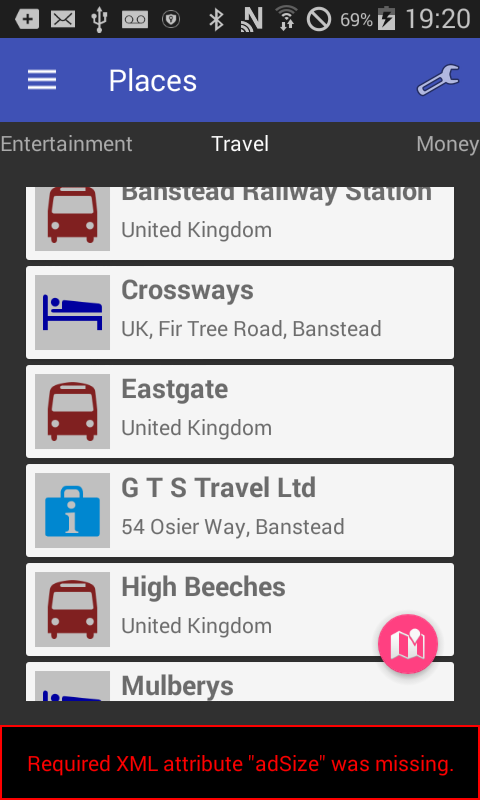 69% 19:20
Places
Entertainment Travel Money
Banstead Railway Station
United Kingdom
Crossways
UK, Fir Tree Road, Banstead
Eastgate
United Kingdom
G T S Travel Ltd
54 Osier Way, Banstead
High Beeches
United Kingdom
Mulberys
Required XML attribute "adSize" was missing.